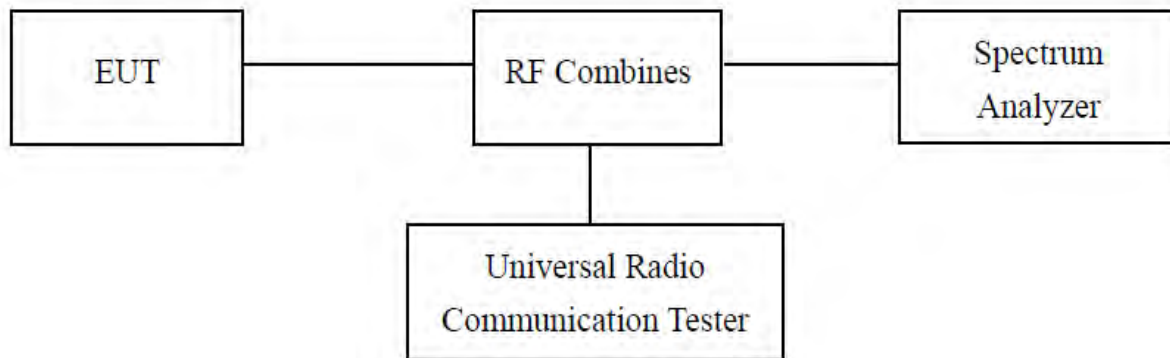 EUT
RF Combines
Spectrum
Analyzer
Universal Radio
Communication Tester